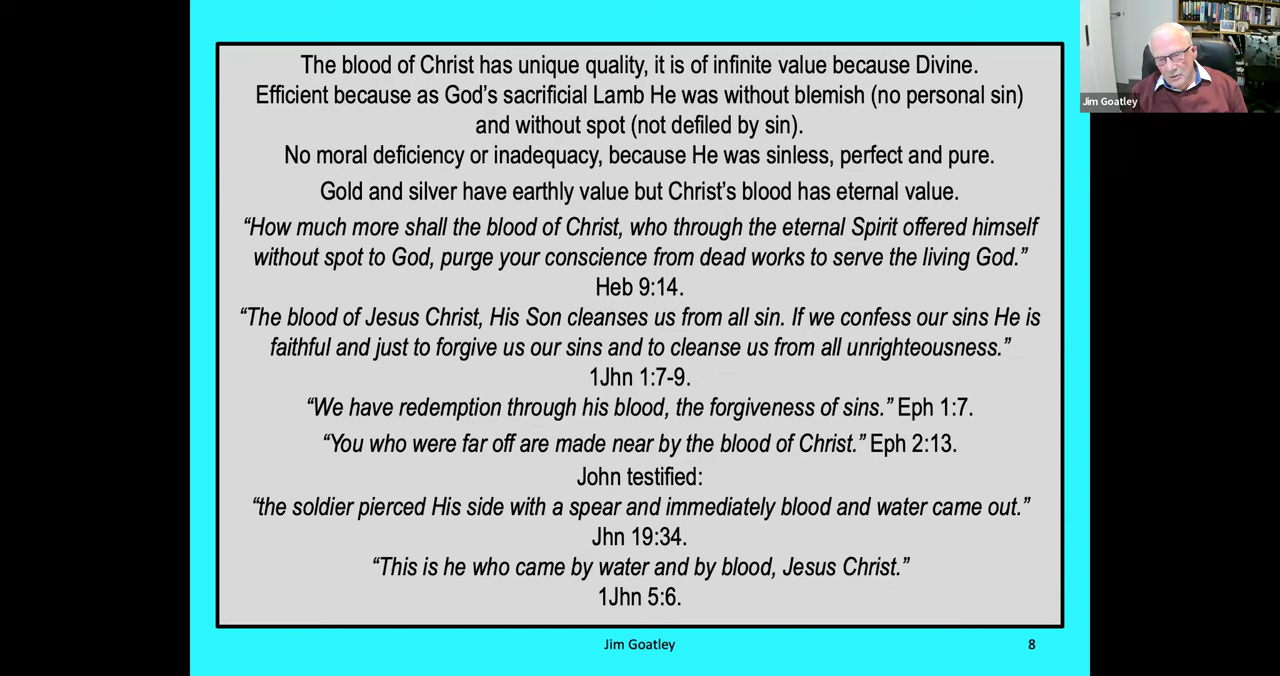 The blood of Christ has unique quality, it is of infinite value because Divine.
Efficient because as God’s sacrificial Lamb He was without blemish (no personal sin)
and without spot (not defiled by sin).
No moral deficiency or inadequacy, because He was sinless, perfect and pure.
Gold and silver have earthly value but Christ’s blood has eternal value.
“How much more shall the blood of Christ, who through the eternal Spirit offered himself
without spot to God, purge your conscience from dead works to serve the living God.”
Heb 9:14.
“The blood of Jesus Christ, His Son cleanses us from all sin. If we confess our sins He is
faithful and just to forgive us our sins and to cleanse us from all unrighteousness.”
1Jhn 1:7-9.
“We have redemption through his blood, the forgiveness of sins.” Eph 1:7.
“You who were far off are made near by the blood of Christ.” Eph 2:13.
John testified:
“the soldier pierced His side with a spear and immediately blood and water came out.”
Jhn 19:34.
“This is he who came by water and by blood, Jesus Christ.”
1Jhn 5:6.
Jim Goatley
8
Jim Goatley